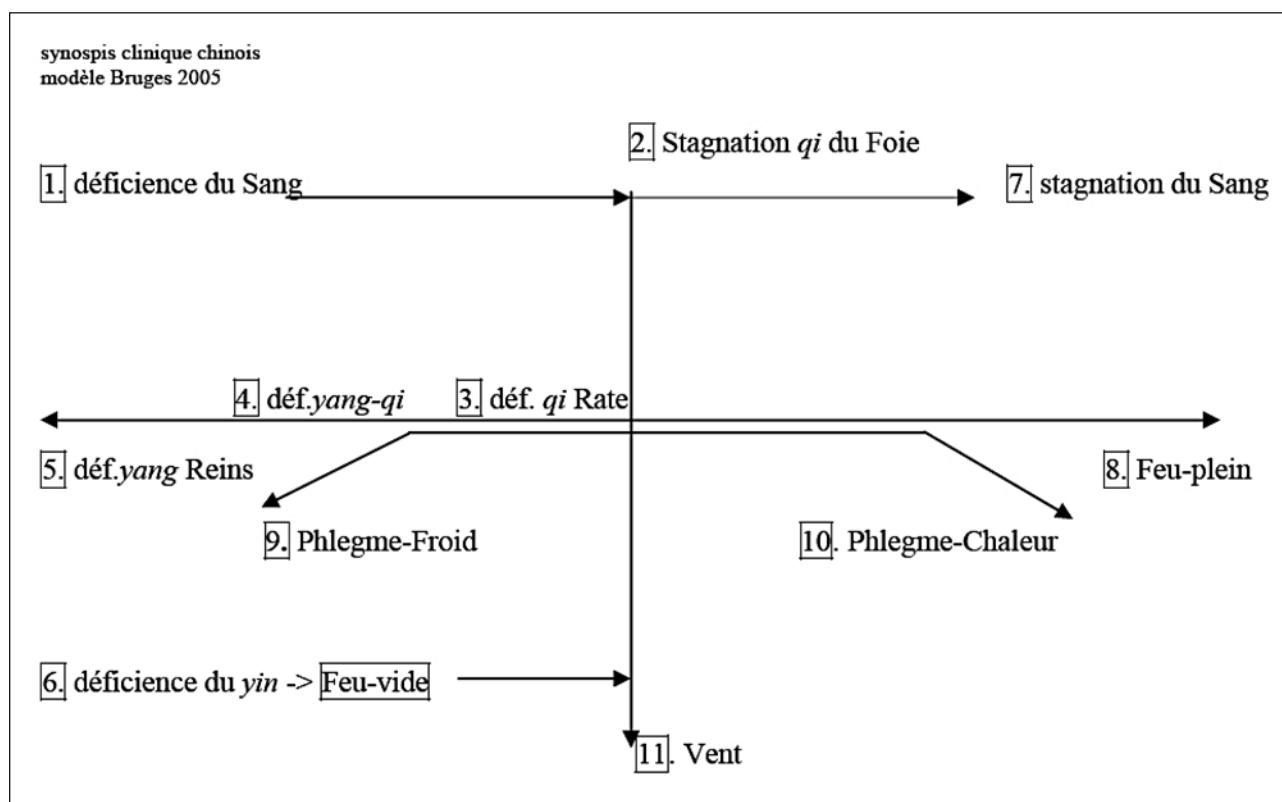 synospis clinique chinois
modèle Bruges 2005
2. Stagnation qi du Foie
1. déficience du Sang
7. stagnation du Sang
4. déf.yang-qi
3. déf. qi Rate
5. déf.yang Reins
8. Feu-plein
9. Phlegme-Froid
10. Phlegme-Chaleur
6. déficience du yin -> Feu-vide
11. Vent